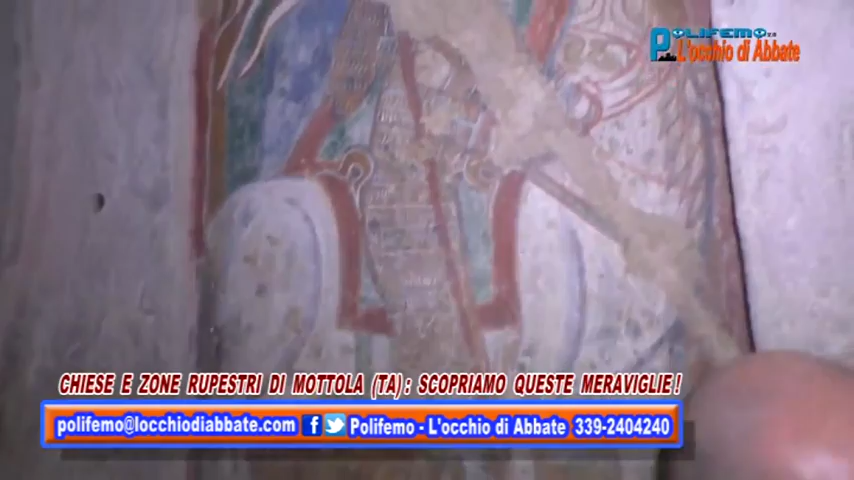 POLIFEMO
L'occhio di Abbate
CHIESE E ZONE RUPESTRI DI MOTTOLA (TA): SCOPRIAMO QUESTE MERAVIGLIE!
polifemo@locchiodiabbate.com Polifemo - L'occhio di Abbate 339-2404240